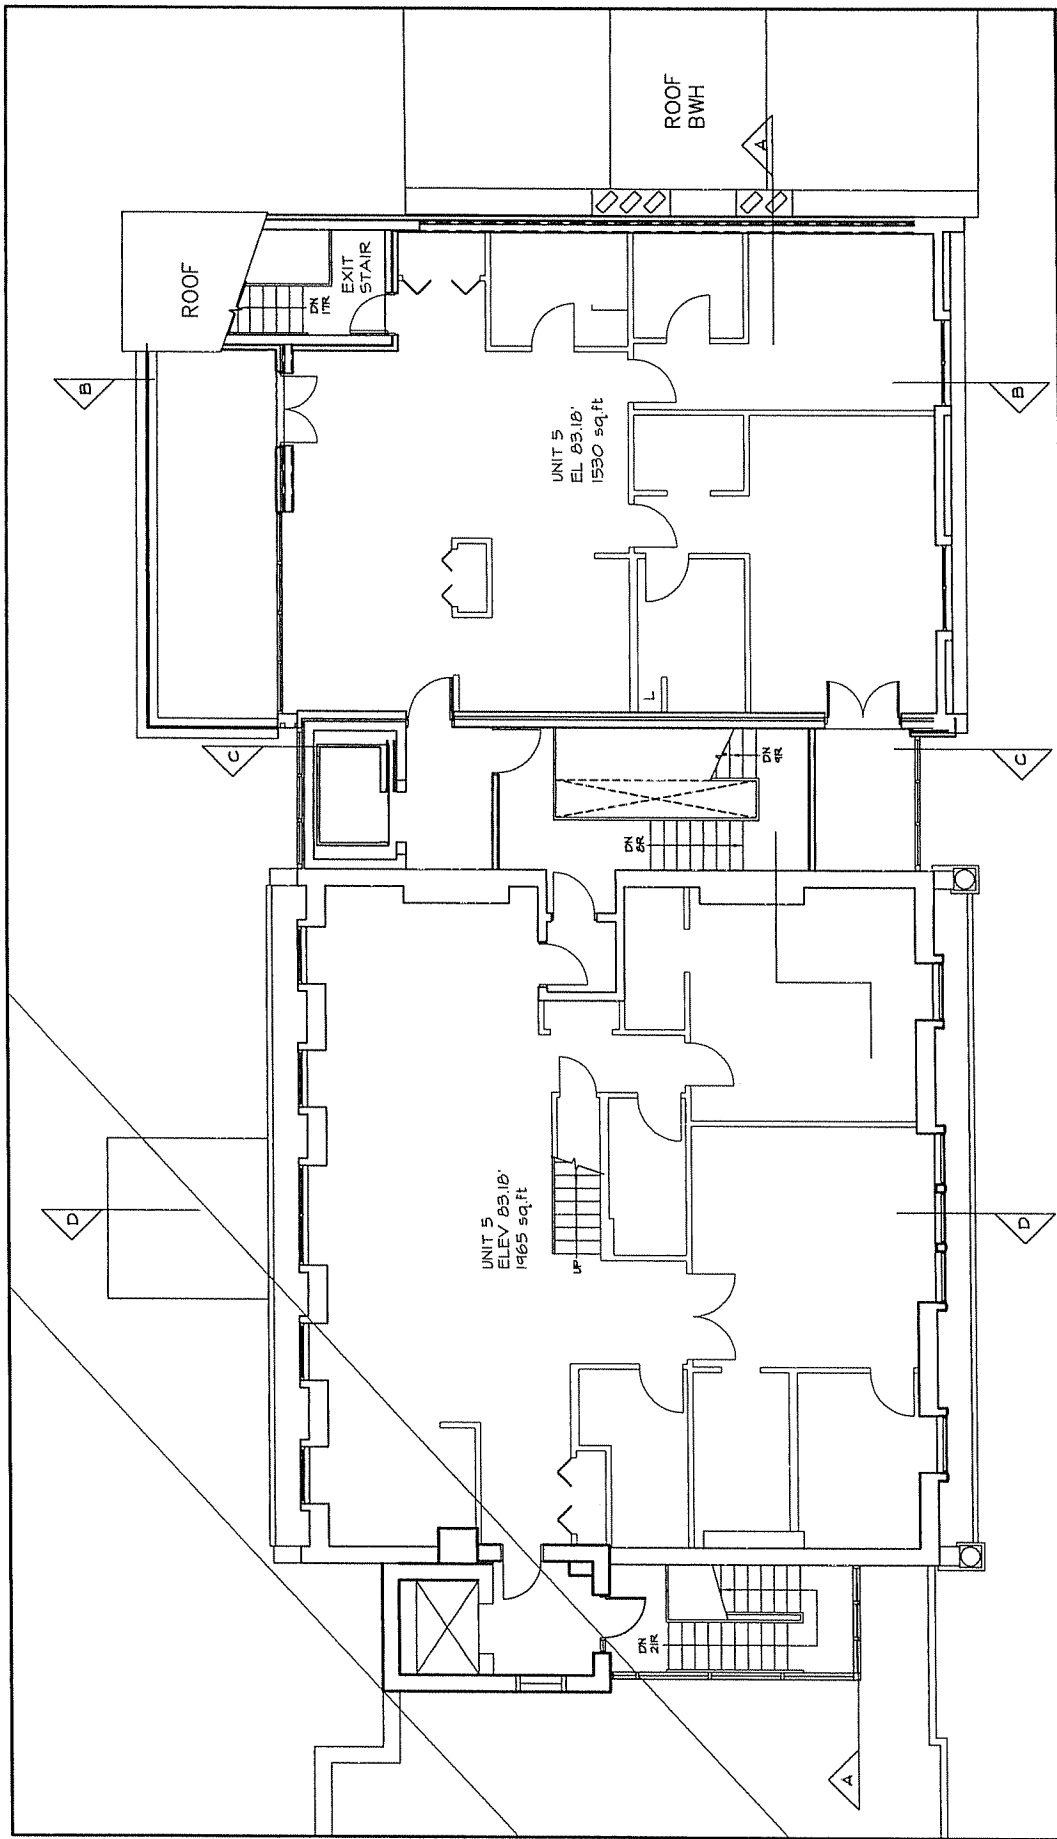 ROOF
BWH
A
ROOF
EXIT
STAIR
DN
17R
B
B
UNIT 5
EL 83.18'
1530 sq.ft
L
C
C
DN
9R
DN
8R
UNIT 5
ELEV 83.18'
1965 sq.ft
UP
D
D
DN
21R
A